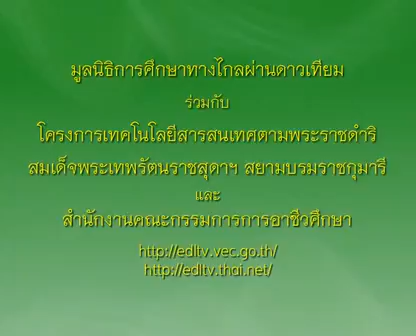 มูลนิธิการศึกษาทางไกลผ่านดาวเทียม
ร่วมกับ
โครงการเทคโนโลยีสารสนเทศตามพระราชดำริ
สมเด็จพระเทพรัตนราชสุดาฯ สยามบรมราชกุมารี
และ
สำนักงานคณะกรรมการการอาชีวศึกษา
http://edltv.vec.go.th/
http://edltv.thai.net/